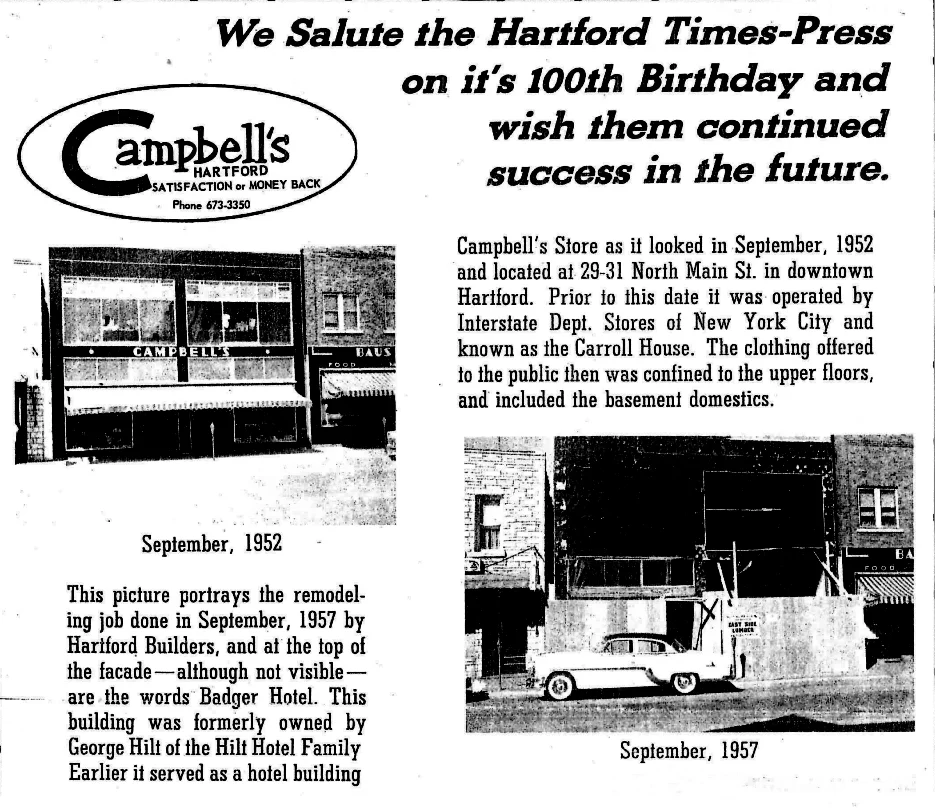 We Salute the Hartford Times-Press
on it's 100th Birthday and
wish them continued
success in the future.
Campbell's
HARTFORD
SATISFACTION or MONEY BACK
Phone 673-3350
CAMPBELL'S
BAUS
FOOD
Campbell's Store as it looked in September, 1952
and located at 29-31 North Main St. in downtown
Hartford. Prior to this date it was operated by
Interstate Dept. Stores of New York City and
known as the Carroll House. The clothing offered
to the public then was confined to the upper floors,
and included the basement domestics.
September, 1952
This picture portrays the remodel-
ing job done in September, 1957 by
Hartford Builders, and at the top of
the facade—although not visible—
are the words Badger Hotel. This
building was formerly owned by
George Hilt of the Hilt Hotel Family
Earlier it served as a hotel building
BA
FOOD
EAST SIDE
LUMBER
September, 1957